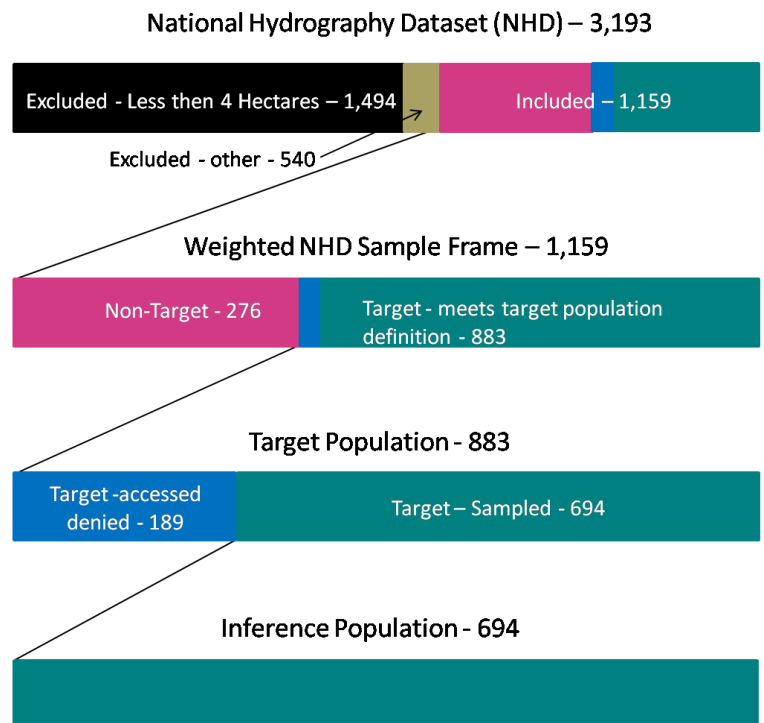 National Hydrography Dataset (NHD) – 3,193
Excluded - Less then 4 Hectares – 1,494
Included – 1,159
Excluded - other - 540
Weighted NHD Sample Frame – 1,159
Non-Target - 276
Target - meets target population
definition - 883
Target Population - 883
Target -accessed
denied - 189
Target – Sampled - 694
Inference Population - 694